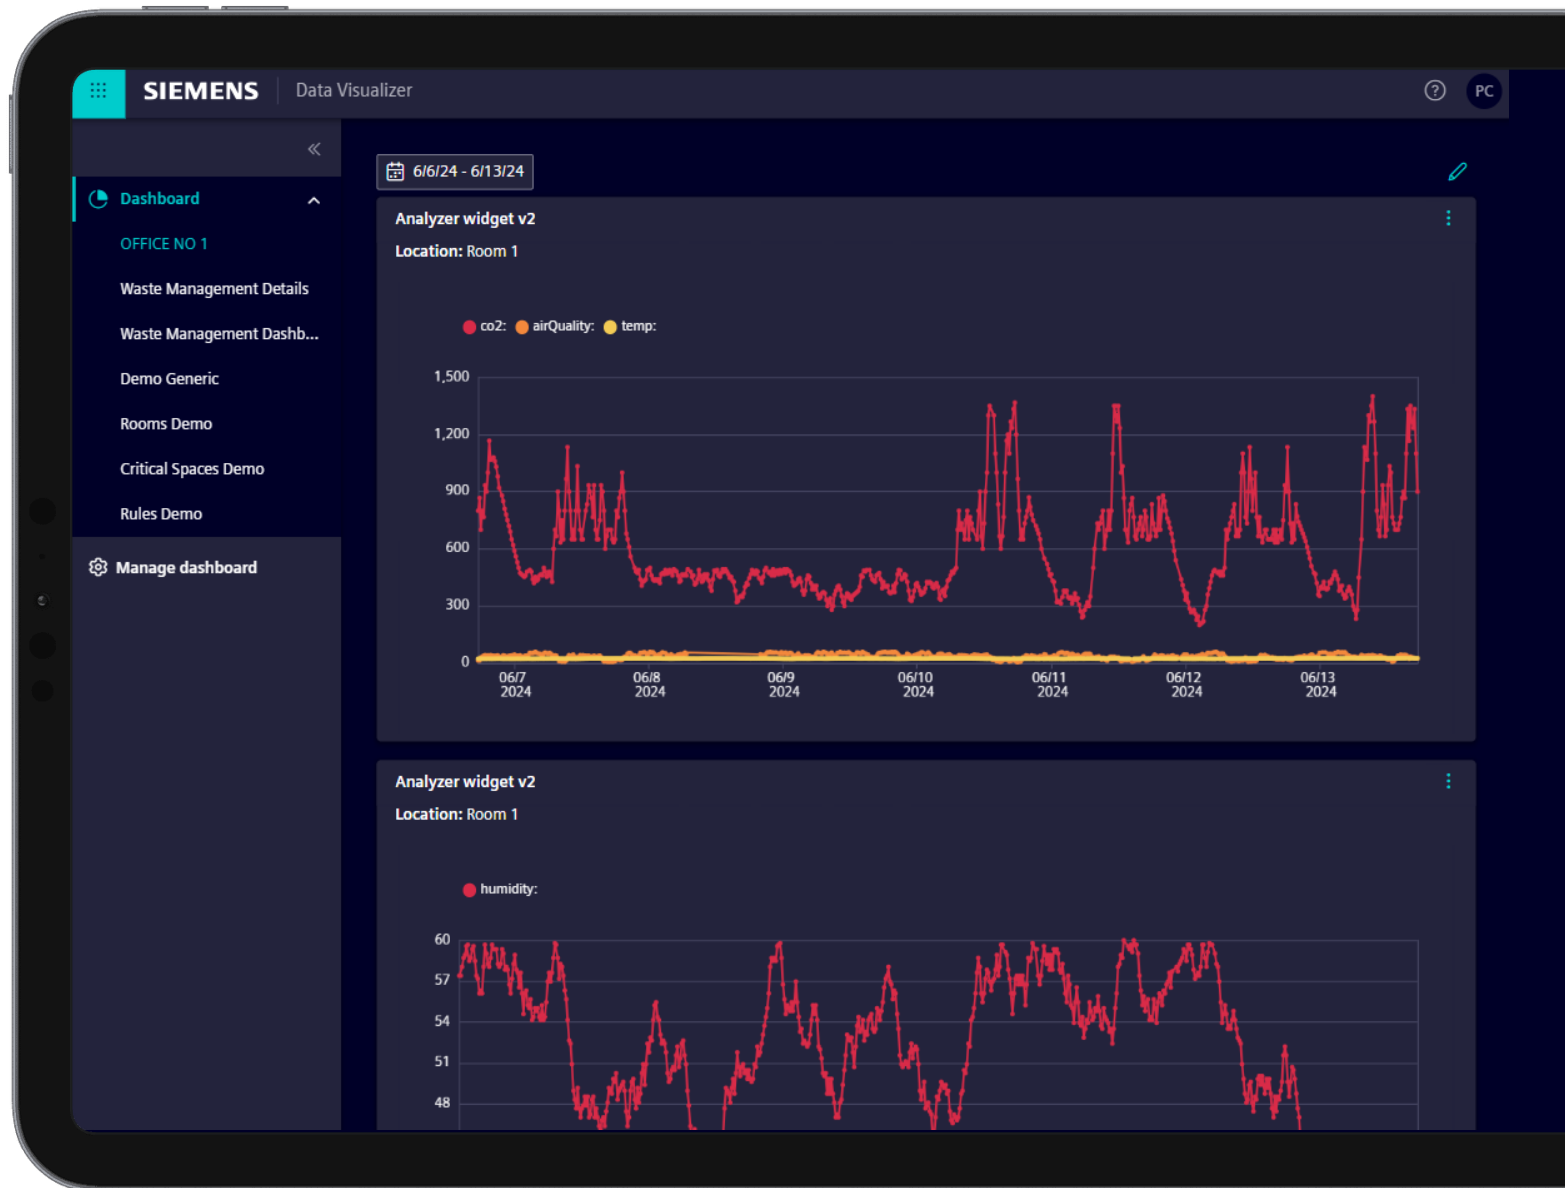 SIEMENS
Data Visualizer
PC
Dashboard
OFFICE NO 1
Waste Management Details
Waste Management Dashb...
Demo Generic
Rooms Demo
Critical Spaces Demo
Rules Demo
Manage dashboard
6/6/24 - 6/13/24
Analyzer widget v2
Location: Room 1
co2: airQuality: temp:
1,500
1,200
900
600
300
0
06/7 06/8 06/9 06/10 06/11 06/12 06/13
2024 2024 2024 2024 2024 2024 2024
Analyzer widget v2
Location: Room 1
humidity:
60
57
54
51
48